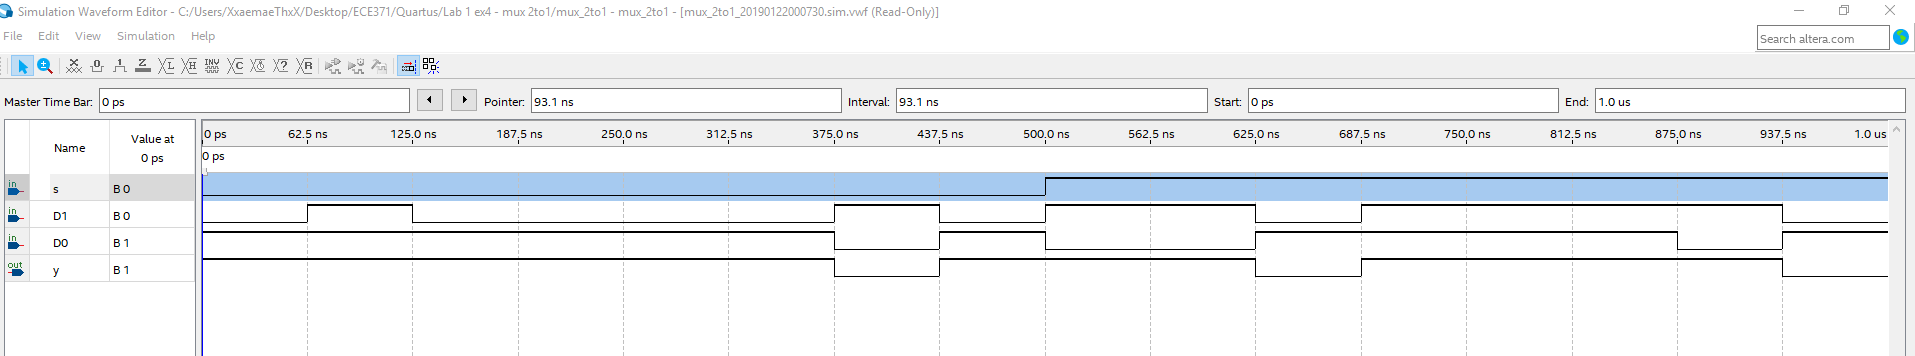 Simulation Waveform Editor - C:/Users/XxaemaeThxX/Desktop/ECE371/Quartus/Lab 1 ex4 - mux 2to1/mux_2to1 - mux_2to1 - [mux_2to1_20190122000730.sim.vwf (Read-Only)]
File Edit View Simulation Help
Search altera.com
Master Time Bar: 0 ps Pointer: 93.1 ns Interval: 93.1 ns Start: 0 ps End: 1.0 us
Name Value at 0 ps
0 ps 62.5 ns 125.0 ns 187.5 ns 250.0 ns 312.5 ns 375.0 ns 437.5 ns 500.0 ns 562.5 ns 625.0 ns 687.5 ns 750.0 ns 812.5 ns 875.0 ns 937.5 ns 1.0 us
0 ps
in s B 0
in D1 B 0
in D0 B 1
out y B 1